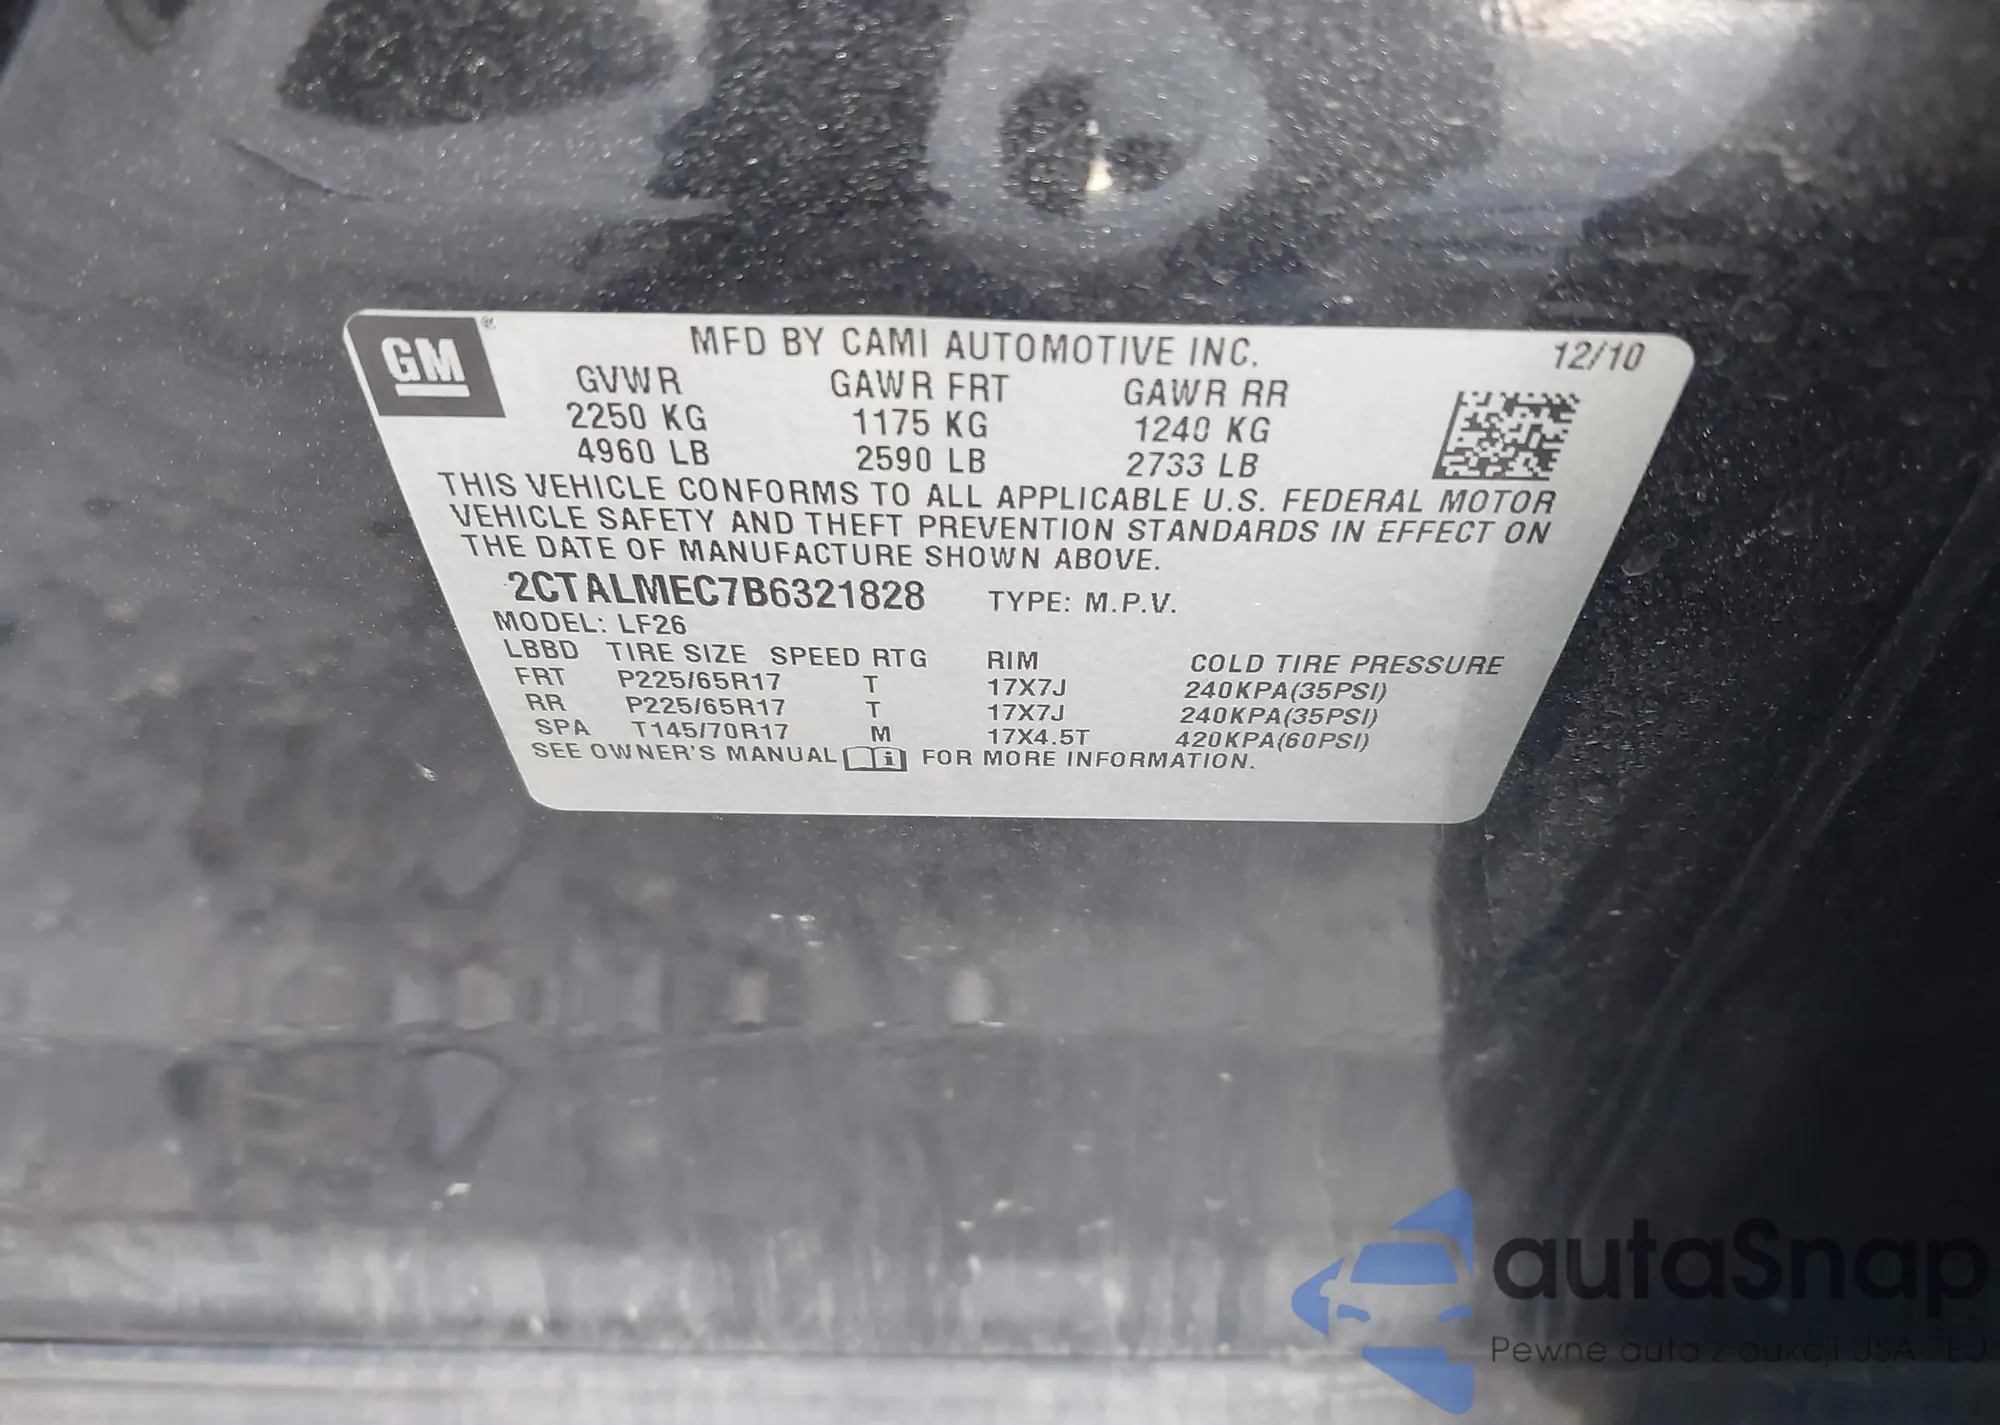 GM ® MFD BY CAMI AUTOMOTIVE INC. 12/10
GVWR GAWR FRT GAWR RR
2250 KG 1175 KG 1240 KG
4960 LB 2590 LB 2733 LB
THIS VEHICLE CONFORMS TO ALL APPLICABLE U.S. FEDERAL MOTOR
VEHICLE SAFETY AND THEFT PREVENTION STANDARDS IN EFFECT ON
THE DATE OF MANUFACTURE SHOWN ABOVE.
2CTALMEC7B6321828 TYPE: M.P.V.
MODEL: LF26
LBBD TIRE SIZE SPEED RTG RIM COLD TIRE PRESSURE
FRT P225/65R17 T 17X7J 240KPA(35PSI)
RR P225/65R17 T 17X7J 240KPA(35PSI)
SPA T145/70R17 M 17X4.5T 420KPA(60PSI)
SEE OWNER'S MANUAL i FOR MORE INFORMATION.
autaSnap
Pewne auta z aukcji USA